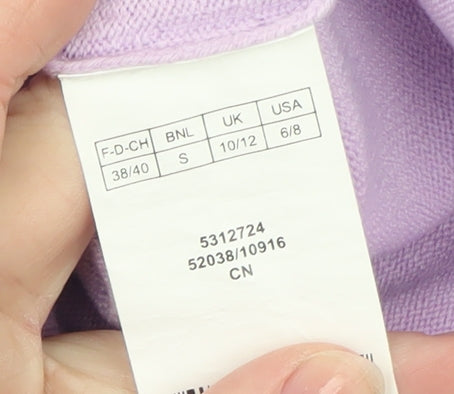 F-D-CH BNL UK USA
38/40 S 10/12 6/8
5312724
52038/10916
CN